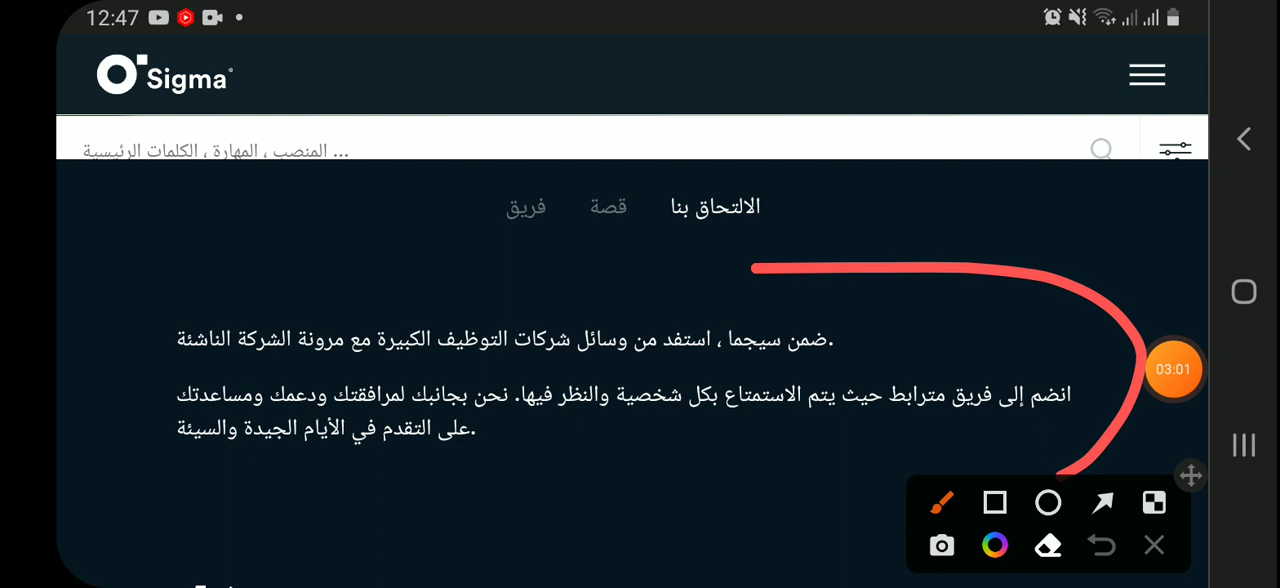 12:47
Sigma
المنصب ، المهارة ، الكلمات الرئيسية ...
الالتحاق بنا
قصة
فريق
ضمن سيجما ، استفد من وسائل شركات التوظيف الكبيرة مع مرونة الشركة الناشئة.
انضم إلى فريق مترابط حيث يتم الاستمتاع بكل شخصية والنظر فيها. نحن بجانبك لمرافقتك ودعمك ومساعدتك
على التقدم في الأيام الجيدة والسيئة.
03:01